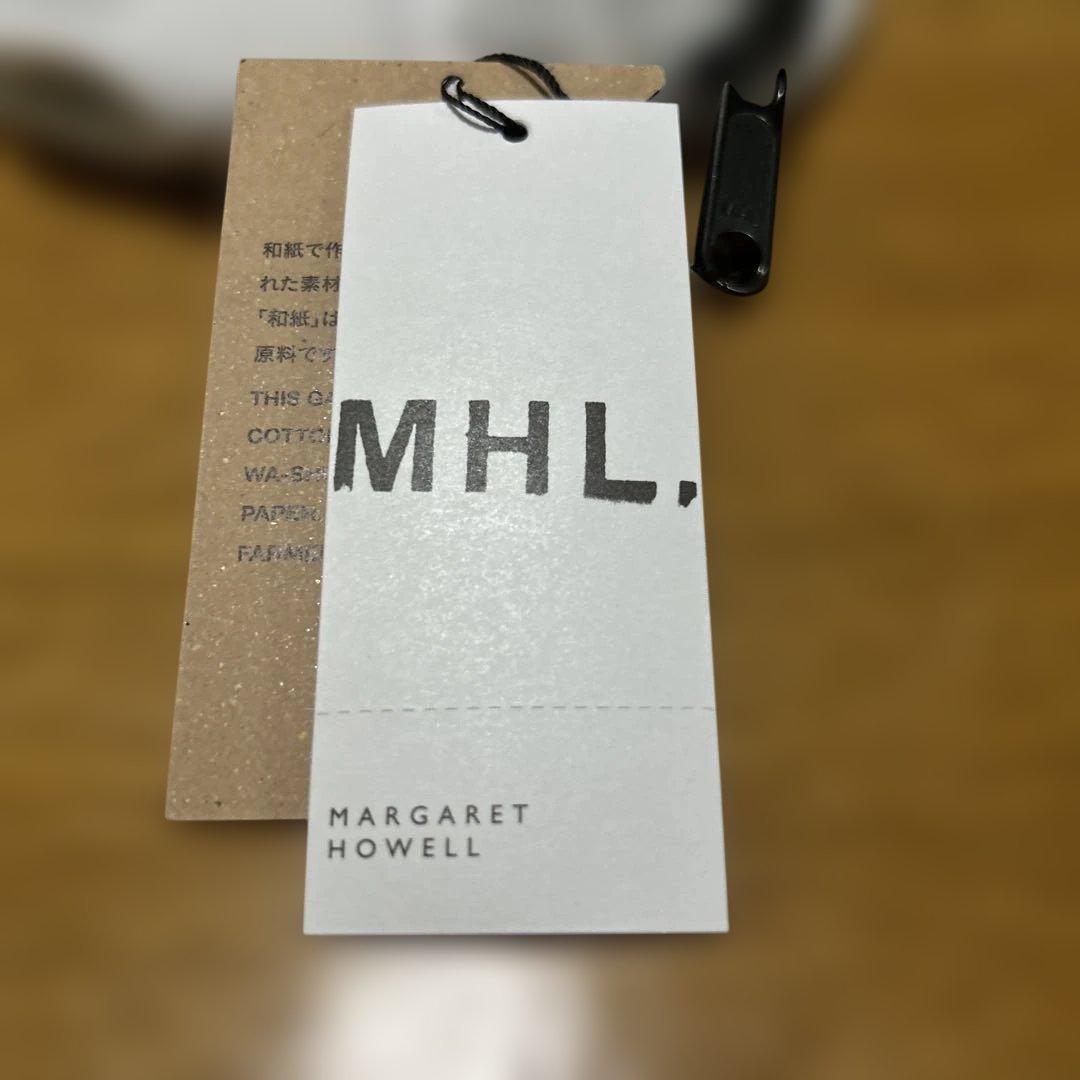 和紙で作
れた素材
「和紙」は
原料です
THIS GA
COTTO
WA-SH
PAPER
FARME
MHL.
MARGARET
HOWELL